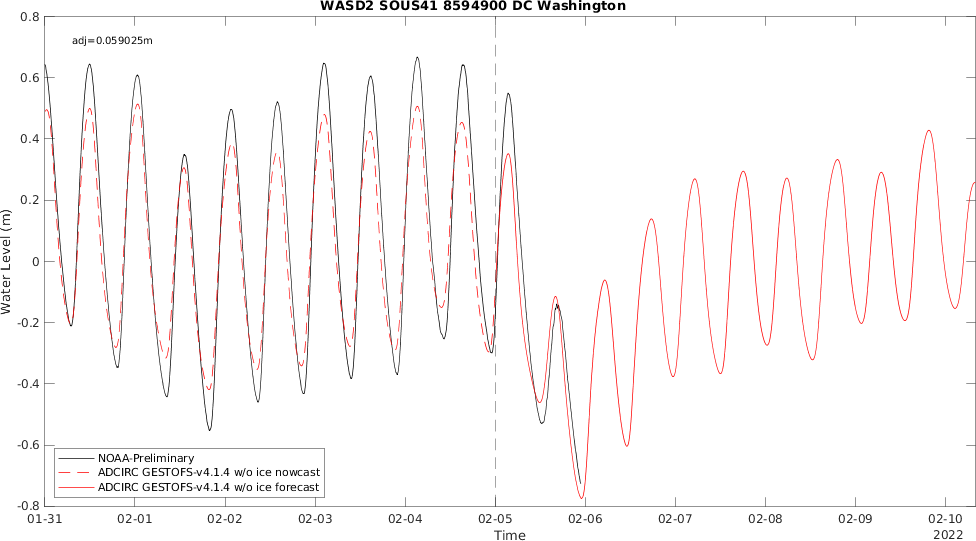 WASD2 SOUS41 8594900 DC Washington
adj=0.059025m
0.8
0.6
0.4
0.2
0
-0.2
-0.4
-0.6
-0.8
Water Level (m)
NOAA-Preliminary
ADCIRC GESTOFS-v4.1.4 w/o ice nowcast
ADCIRC GESTOFS-v4.1.4 w/o ice forecast
01-31 02-01 02-02 02-03 02-04 02-05 02-06 02-07 02-08 02-09 02-10
2022
Time